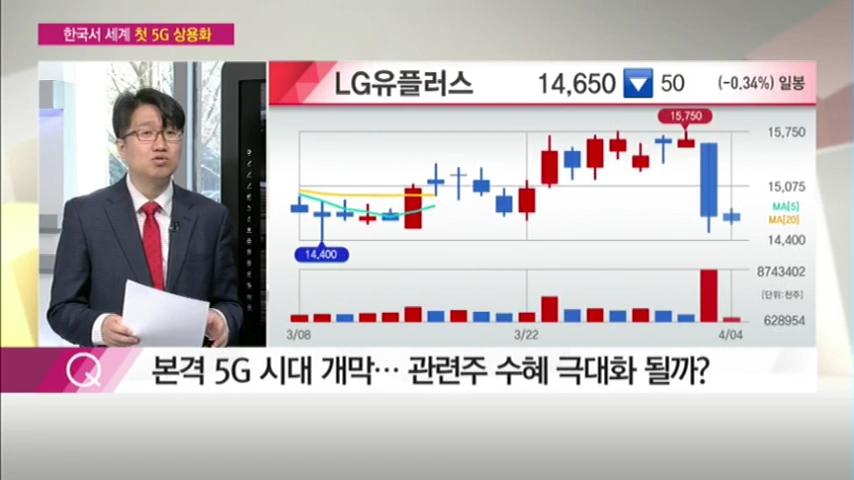 한국서 세계 첫 5G 상용화
LG유플러스 14,650 50 (-0.34%) 일봉
15,750
15,750
15,075
MA[5]
MA[20]
14,400
14,400
8743402
[단위:천주]
628954
3/08 3/22 4/04
Q 본격 5G 시대 개막… 관련주 수혜 극대화 될까?